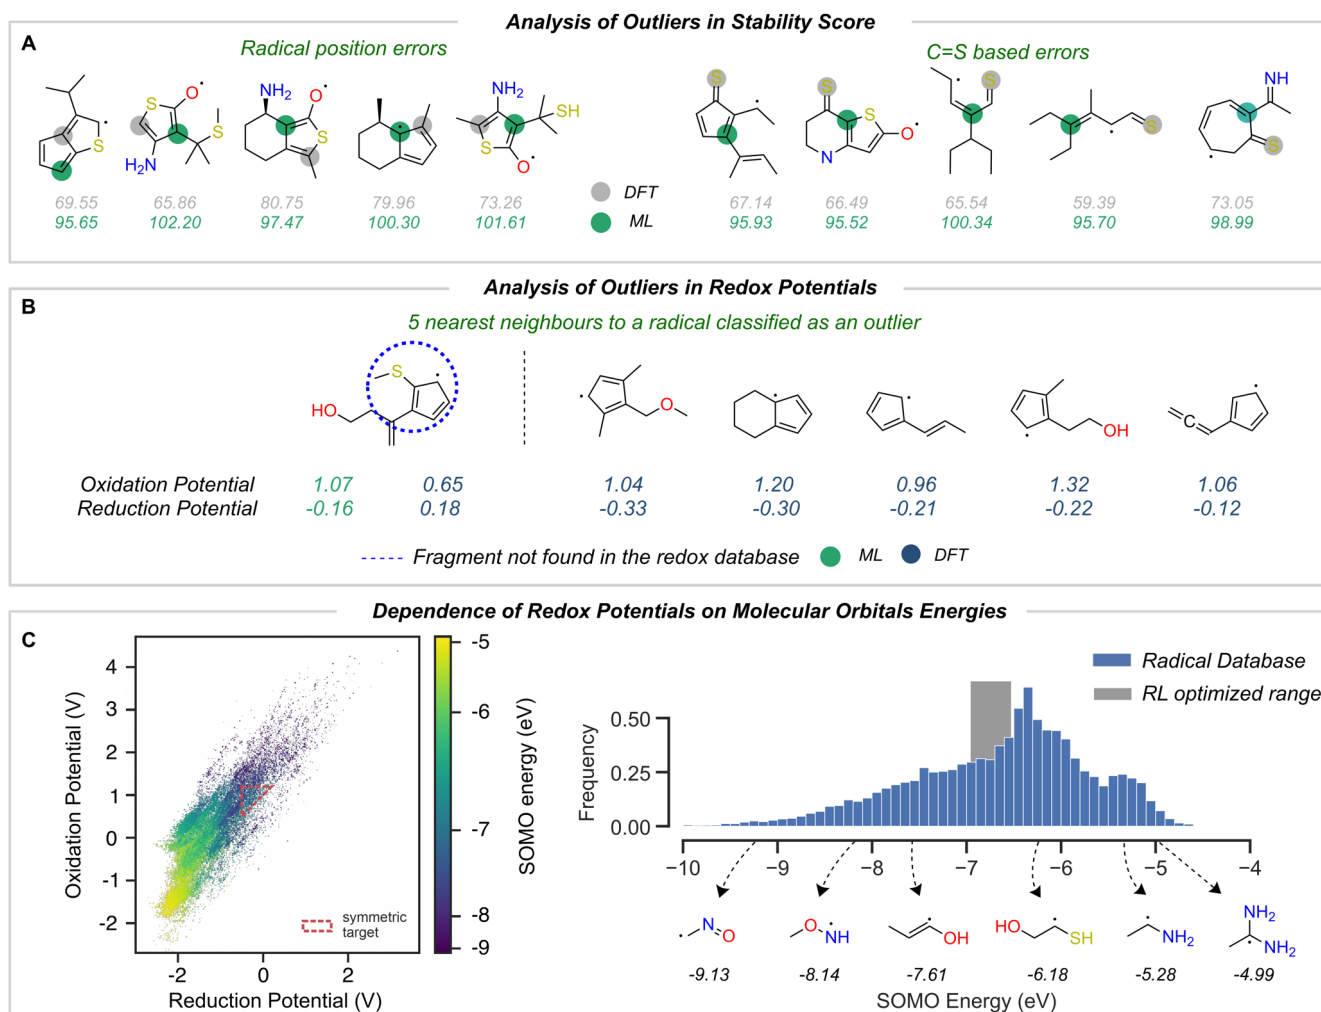 Analysis of Outliers in Stability Score
A
Radical position errors
C=S based errors
S
S
O
S
H2N
NH2
O
S
NH2
SH
S
O
S
S
S
O
N
S
S
NH
S
DFT
ML
69.55 65.86 80.75 79.96 73.26 67.14 66.49 65.54 59.39 73.05
95.65 102.20 97.47 100.30 101.61 95.93 95.52 100.34 95.70 98.99
Analysis of Outliers in Redox Potentials
B
5 nearest neighbours to a radical classified as an outlier
S
HO
O
OH
C
Oxidation Potential 1.07 0.65 1.04 1.20 0.96 1.32 1.06
Reduction Potential -0.16 0.18 -0.33 -0.30 -0.21 -0.22 -0.12
Fragment not found in the redox database ML DFT
Dependence of Redox Potentials on Molecular Orbitals Energies
C
Oxidation Potential (V)
4
3
2
1
0
-1
-2
symmetric
target
-2 0 2
Reduction Potential (V)
-5
-6
-7
-8
-9
SOMO energy (eV)
Radical Database
RL optimized range
Frequency
0.50
0.25
0.00
−10 −9 −8 −7 −6 −5 −4
N
O
O
NH
OH
HO
SH
NH2
NH2
NH2
-9.13 -8.14 -7.61 -6.18 -5.28 -4.99
SOMO Energy (eV)